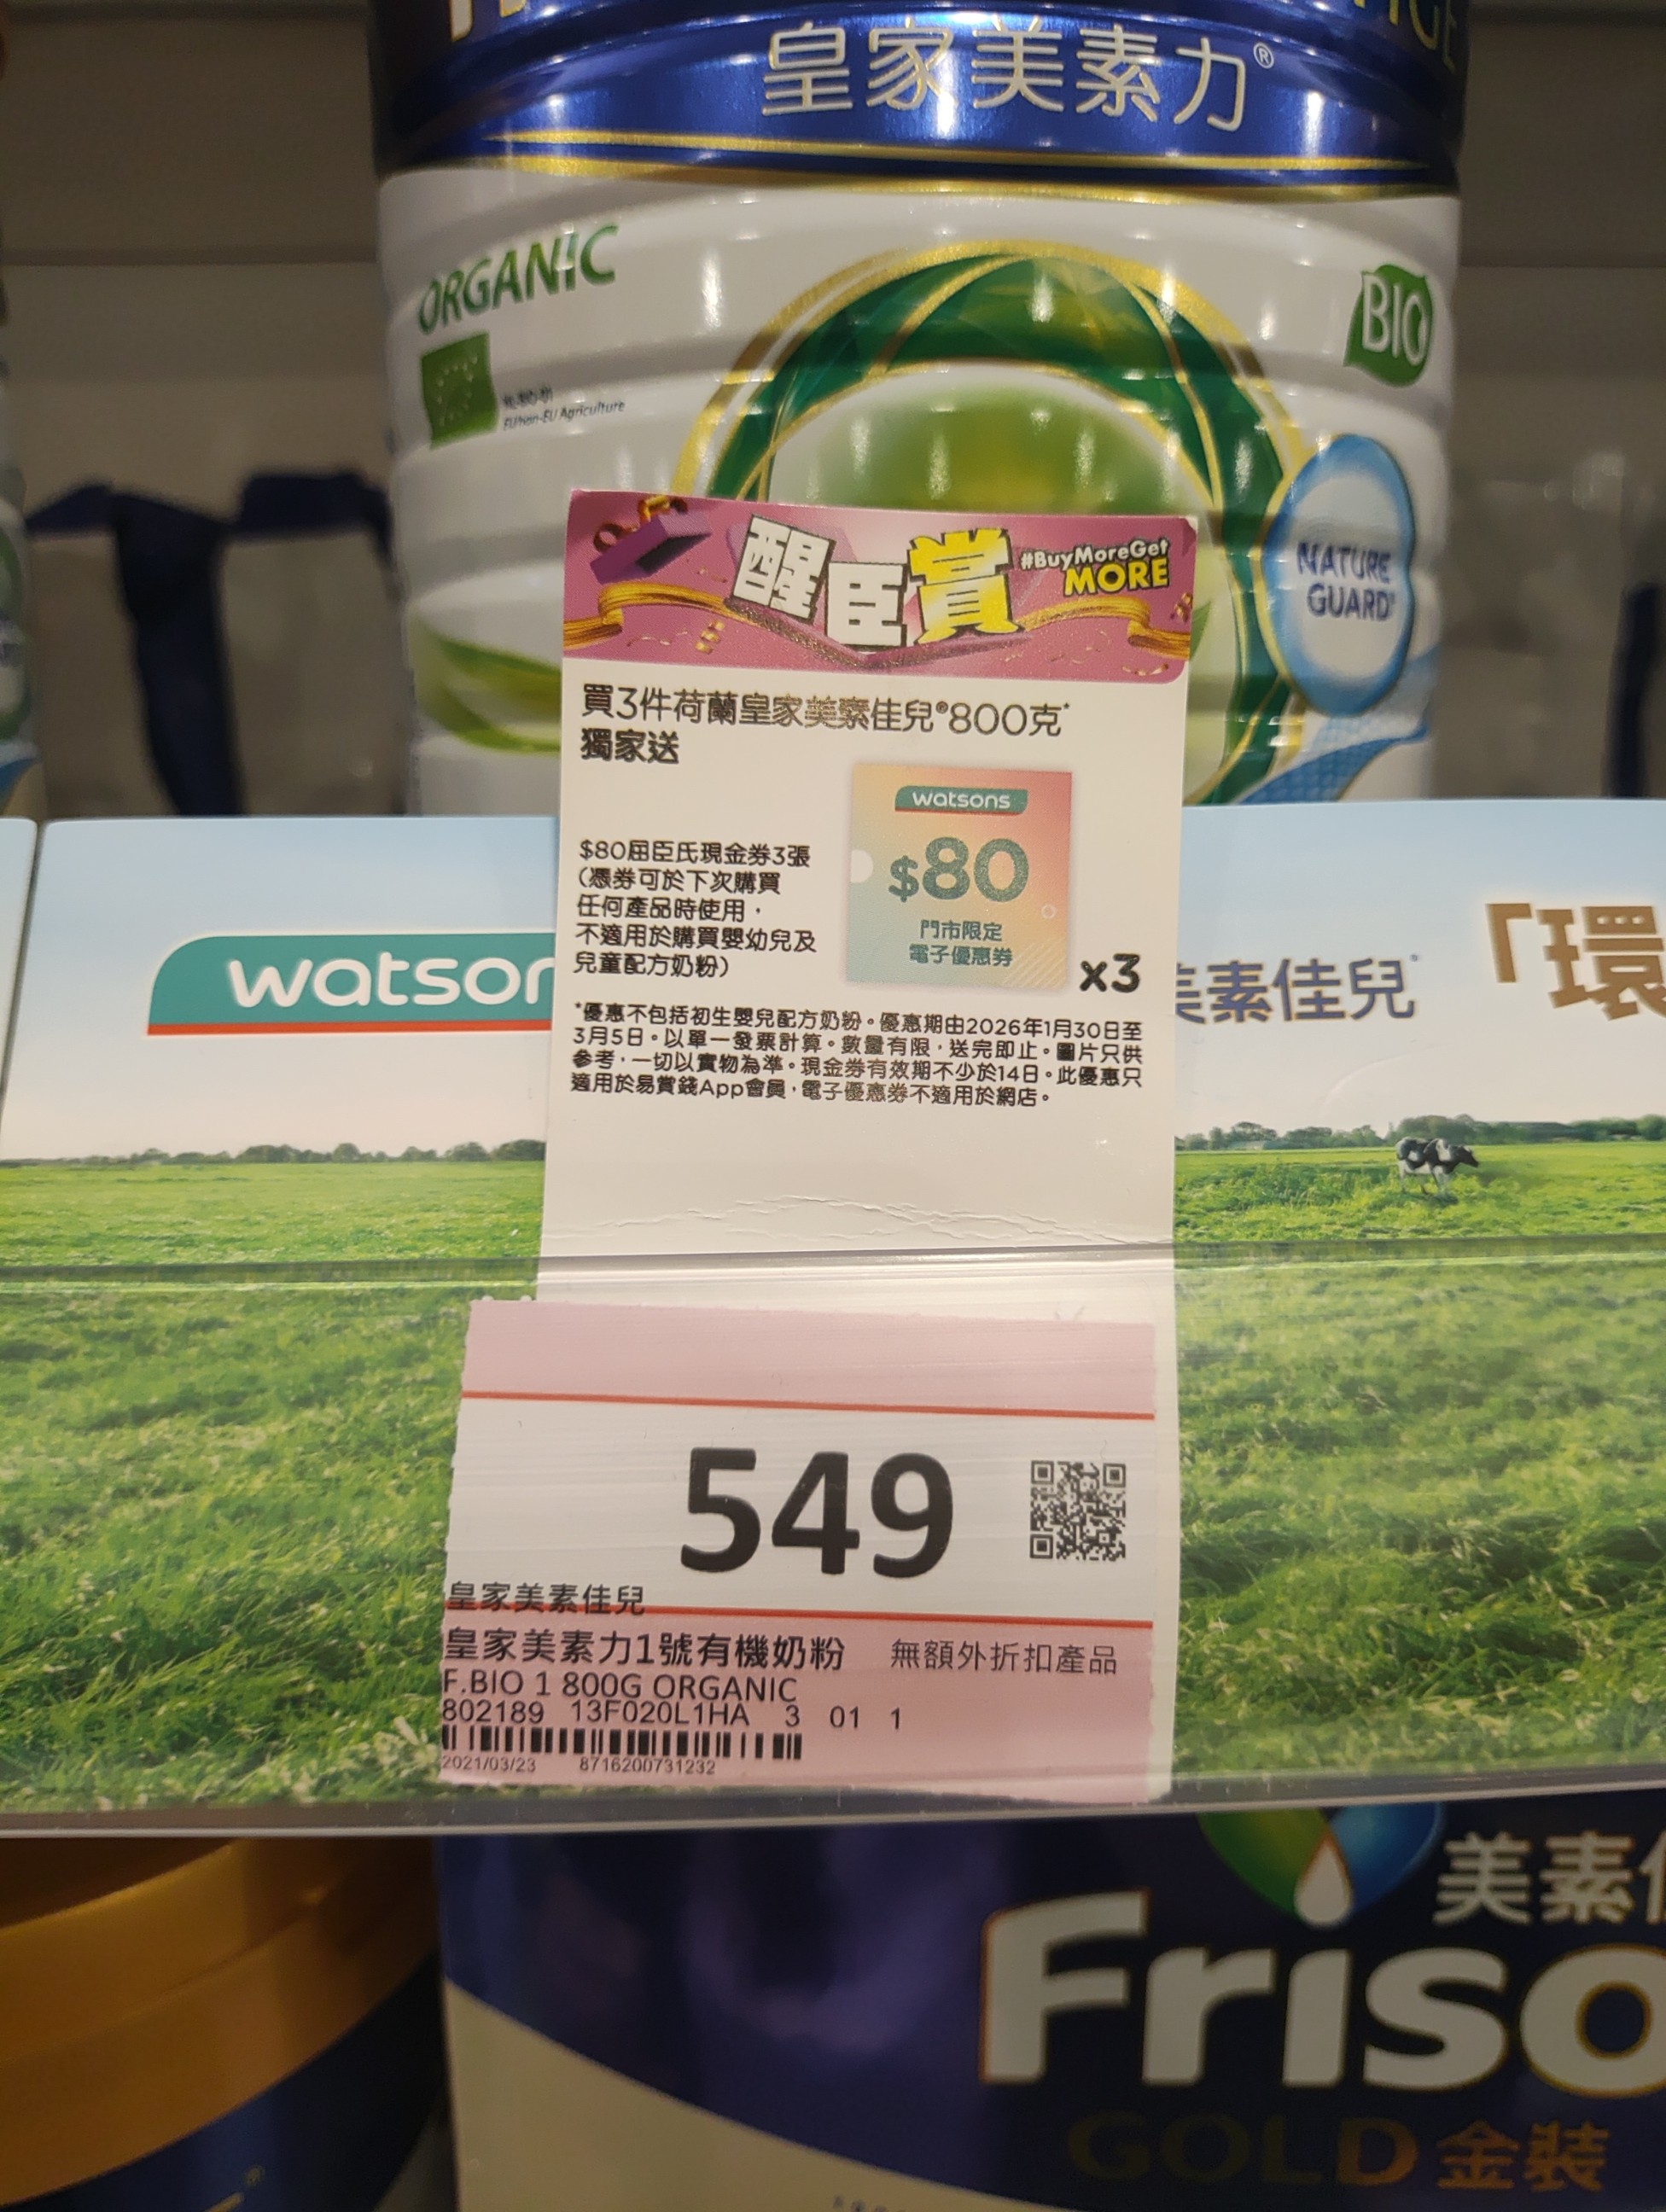 皇家美素力®
ORGANIC
BIO
EU/non-EU Agriculture
NATURE
GUARD®
醒臣賞
#BuyMoreGet
MORE
買3件荷蘭皇家美素佳兒®800克*
獨家送
$80屈臣氏現金券3張
(憑券可於下次購買
任何產品時使用，
不適用於購買嬰幼兒及
兒童配方奶粉)
watsons
$80
門市限定
電子優惠券
x3
*優惠不包括初生嬰兒配方奶粉。優惠期由2026年1月30日至
3月5日。以單一發票計算。數量有限，送完即止。圖片只供
參考，一切以實物為準。現金券有效期不少於14日。此優惠只
適用於易賞錢App會員，電子優惠券不適用於網店。
watsons
美素佳兒
「環
549
皇家美素佳兒
皇家美素力1號有機奶粉 無額外折扣產品
F.BIO 1 800G ORGANIC
802189 13F020L1HA 3 01 1
2021/03/23 8716200731232
美素佳
Friso
GOLD 金裝